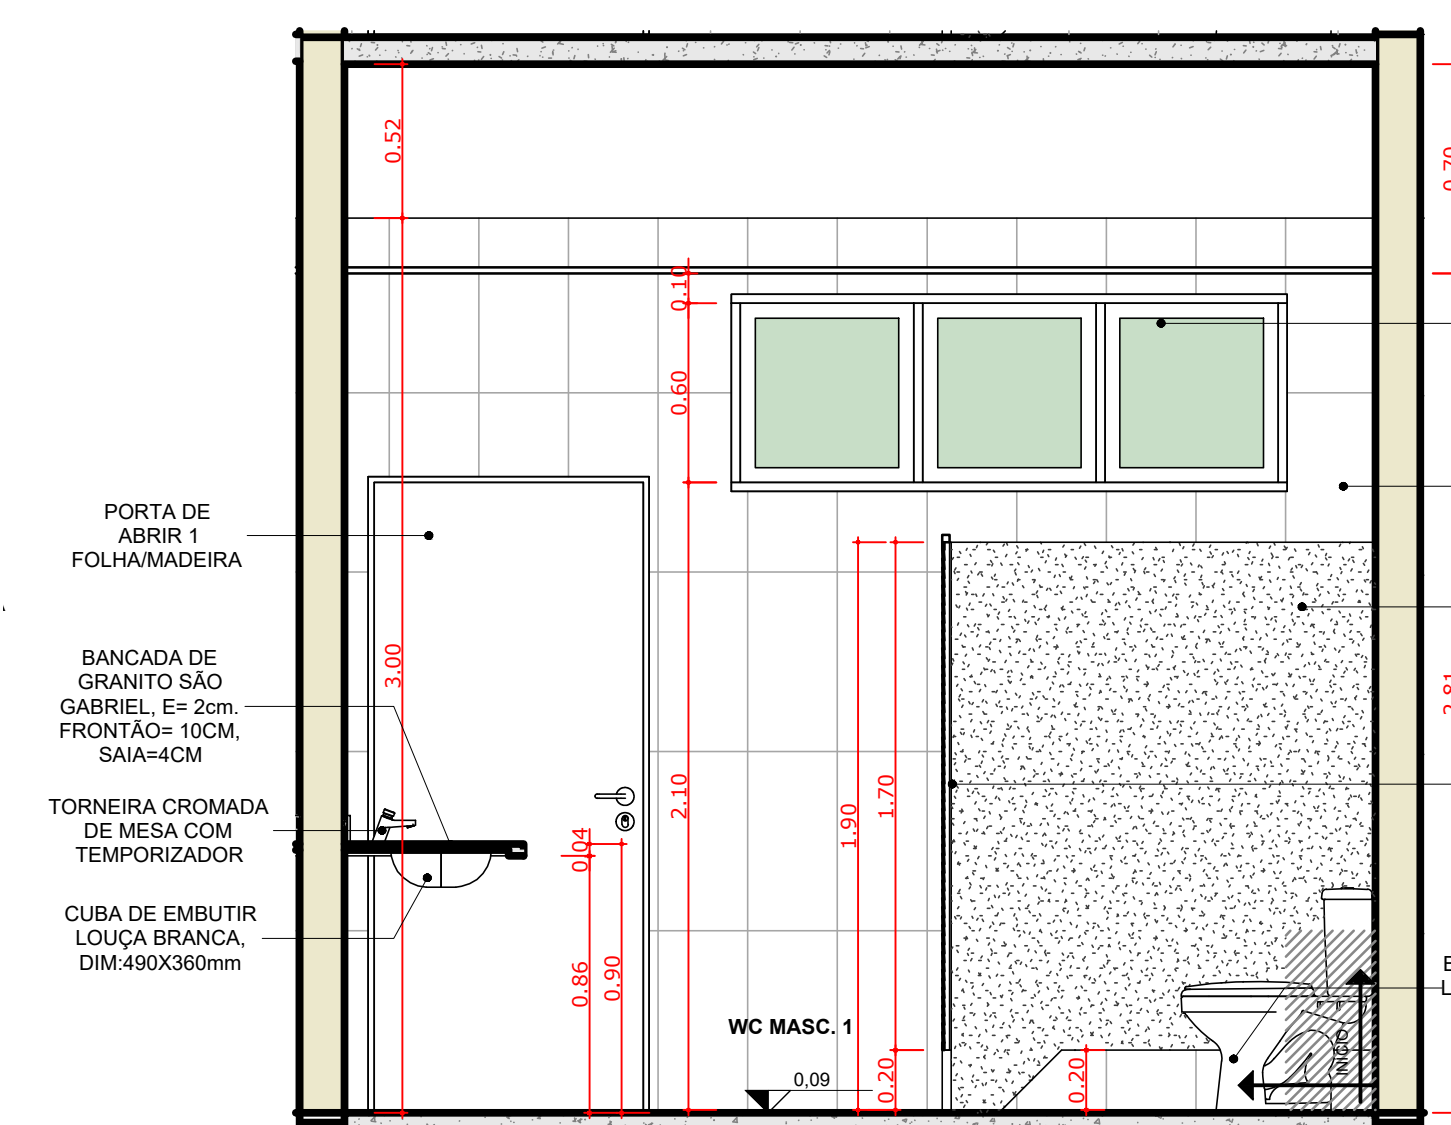 0.52
0.10
0.60
PORTA DE
ABRIR 1
FOLHA/MADEIRA
BANCADA DE
GRANITO SÃO
GABRIEL, E= 2cm.
FRONTÃO= 10CM,
SAIA=4CM
3.00
TORNEIRA CROMADA
DE MESA COM
TEMPORIZADOR
2.10
1.90
1.70
0.04
CUBA DE EMBUTIR
LOUÇA BRANCA,
DIM:490X360mm
0.86
0.90
WC MASC. 1
0,09
0.20
0.20
INÍCIO